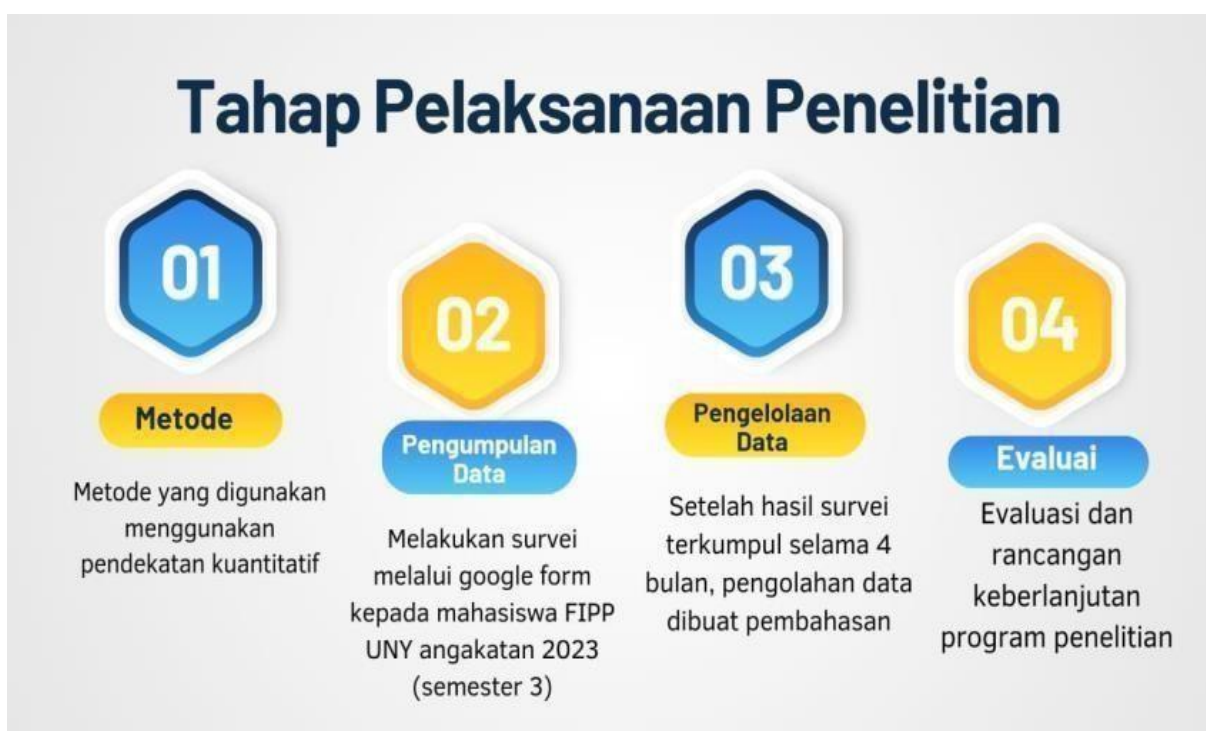 Tahap Pelaksanaan Penelitian
01
Metode
Metode yang digunakan
menggunakan
pendekatan kuantitatif
02
Pengumpulan
Data
Melakukan survei
melalui google form
kepada mahasiswa FIPP
UNY angakatan 2023
(semester 3)
03
Pengelolaan
Data
Setelah hasil survei
terkumpul selama 4
bulan, pengolahan data
dibuat pembahasan
04
Evaluai
Evaluasi dan
rancangan
keberlanjutan
program penelitian